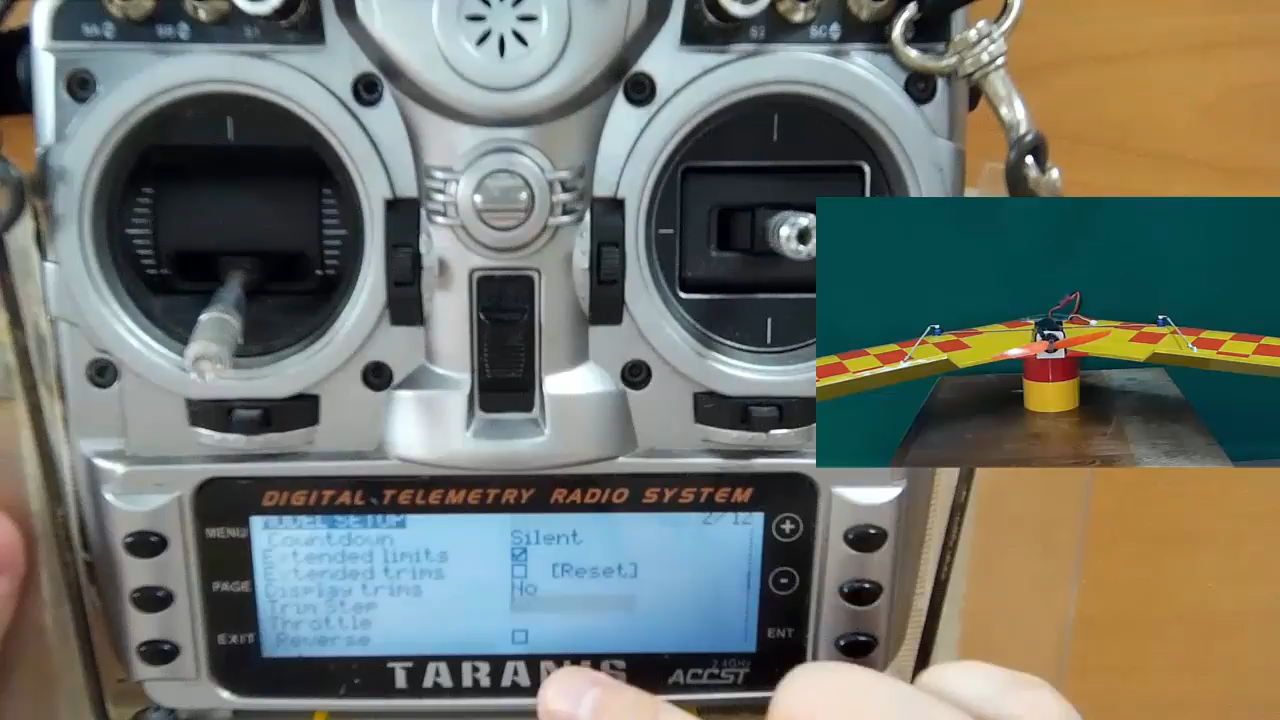 DIGITAL TELEMETRY RADIO SYSTEM
MODEL SETUP 2/12
MENU
Countdown Silent
Extended limits
Extended trims [Reset]
PAGE
Display trims No
Trim Step
Throttle
EXIT
Reverse
ENT
TARANIS
ACCST